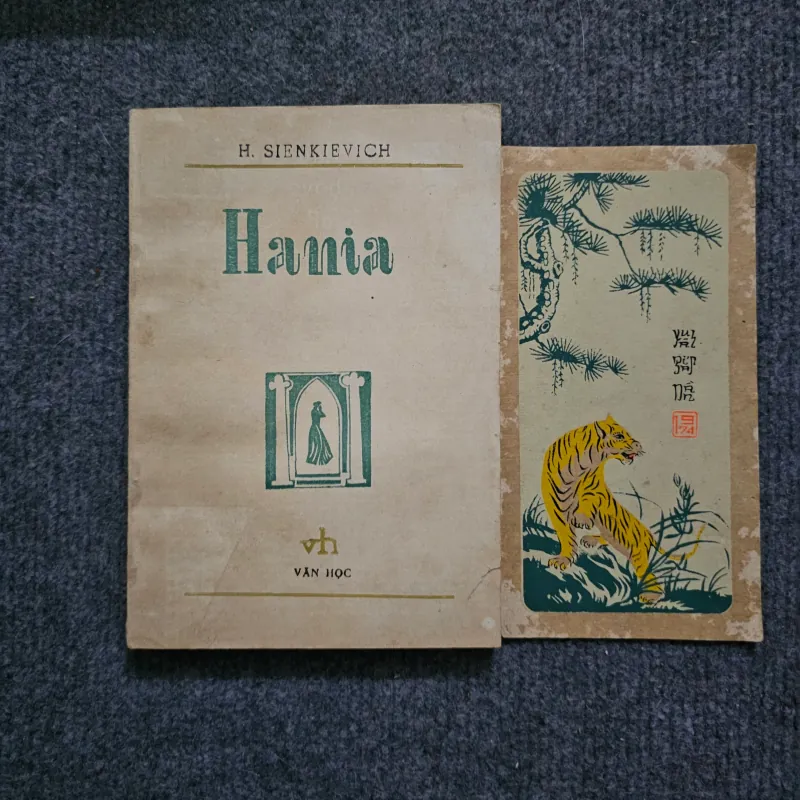 H. SIENKIEVICH
Hania
vh
VĂN HỌC